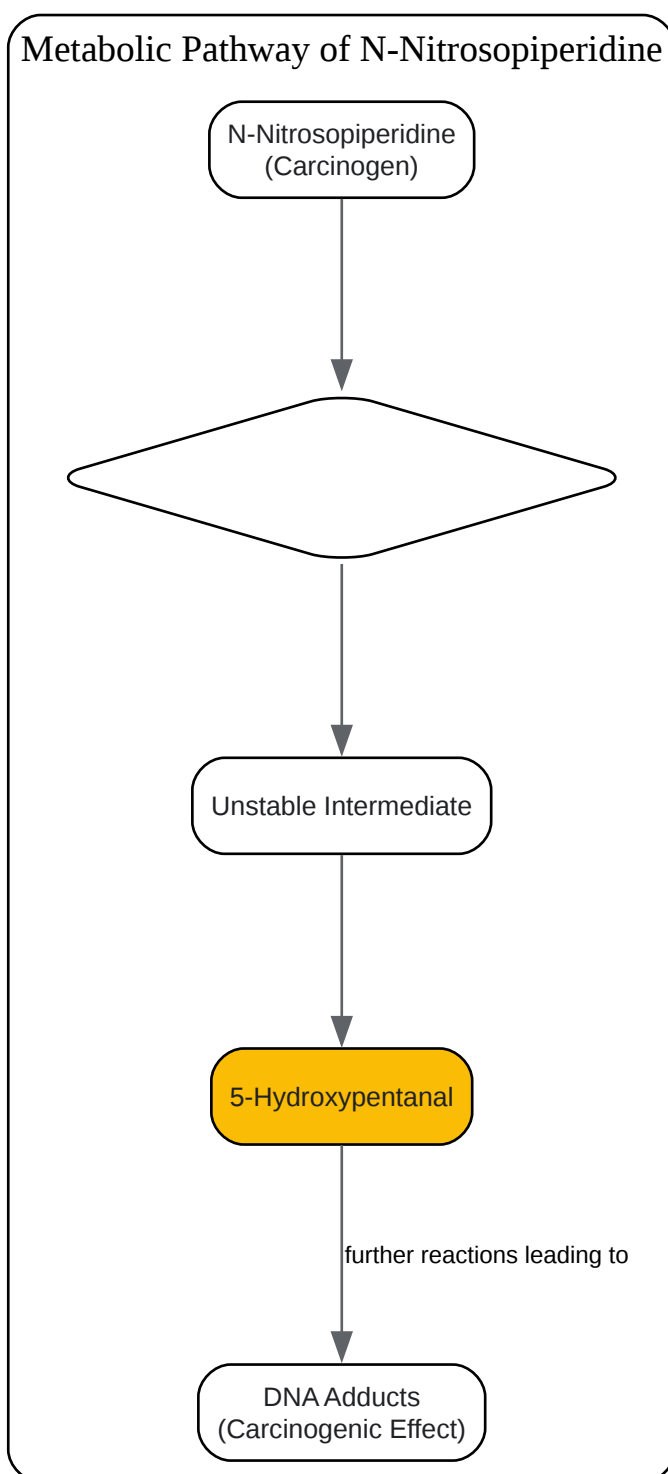 Metabolic Pathway of N-Nitrosopiperidine
N-Nitrosopiperidine
(Carcinogen)
Unstable Intermediate
5-Hydroxypentanal
further reactions leading to
DNA Adducts
(Carcinogenic Effect)